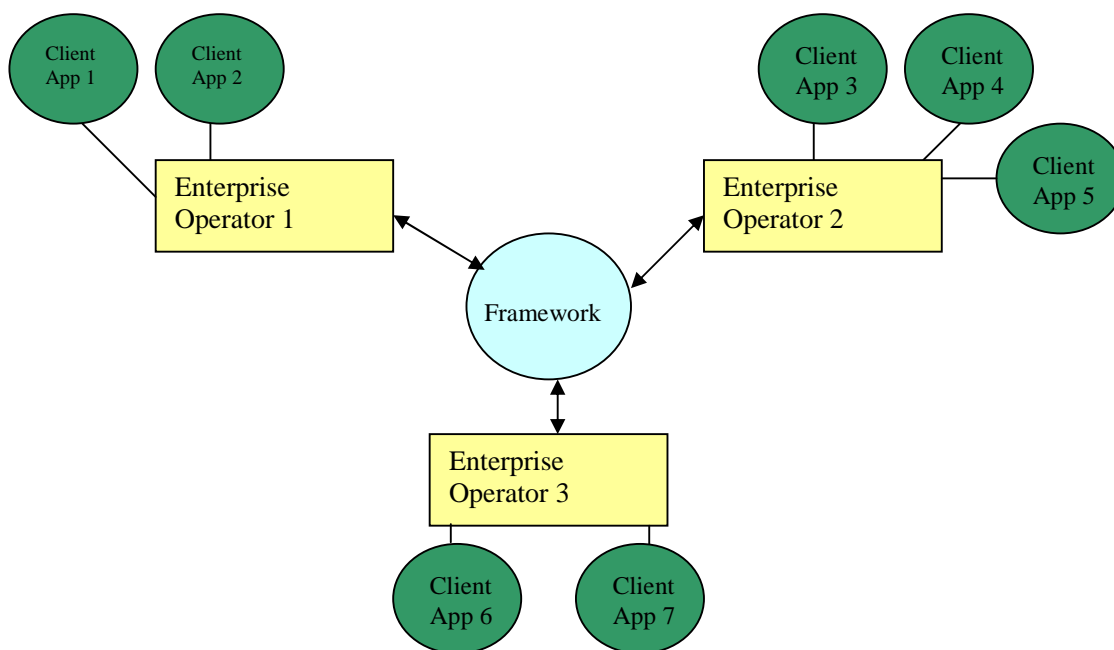 Client
App 1
Client
App 2
Client
App 3
Client
App 4
Client
App 5
Enterprise
Operator 1
Enterprise
Operator 2
Framework
Enterprise
Operator 3
Client
App 6
Client
App 7